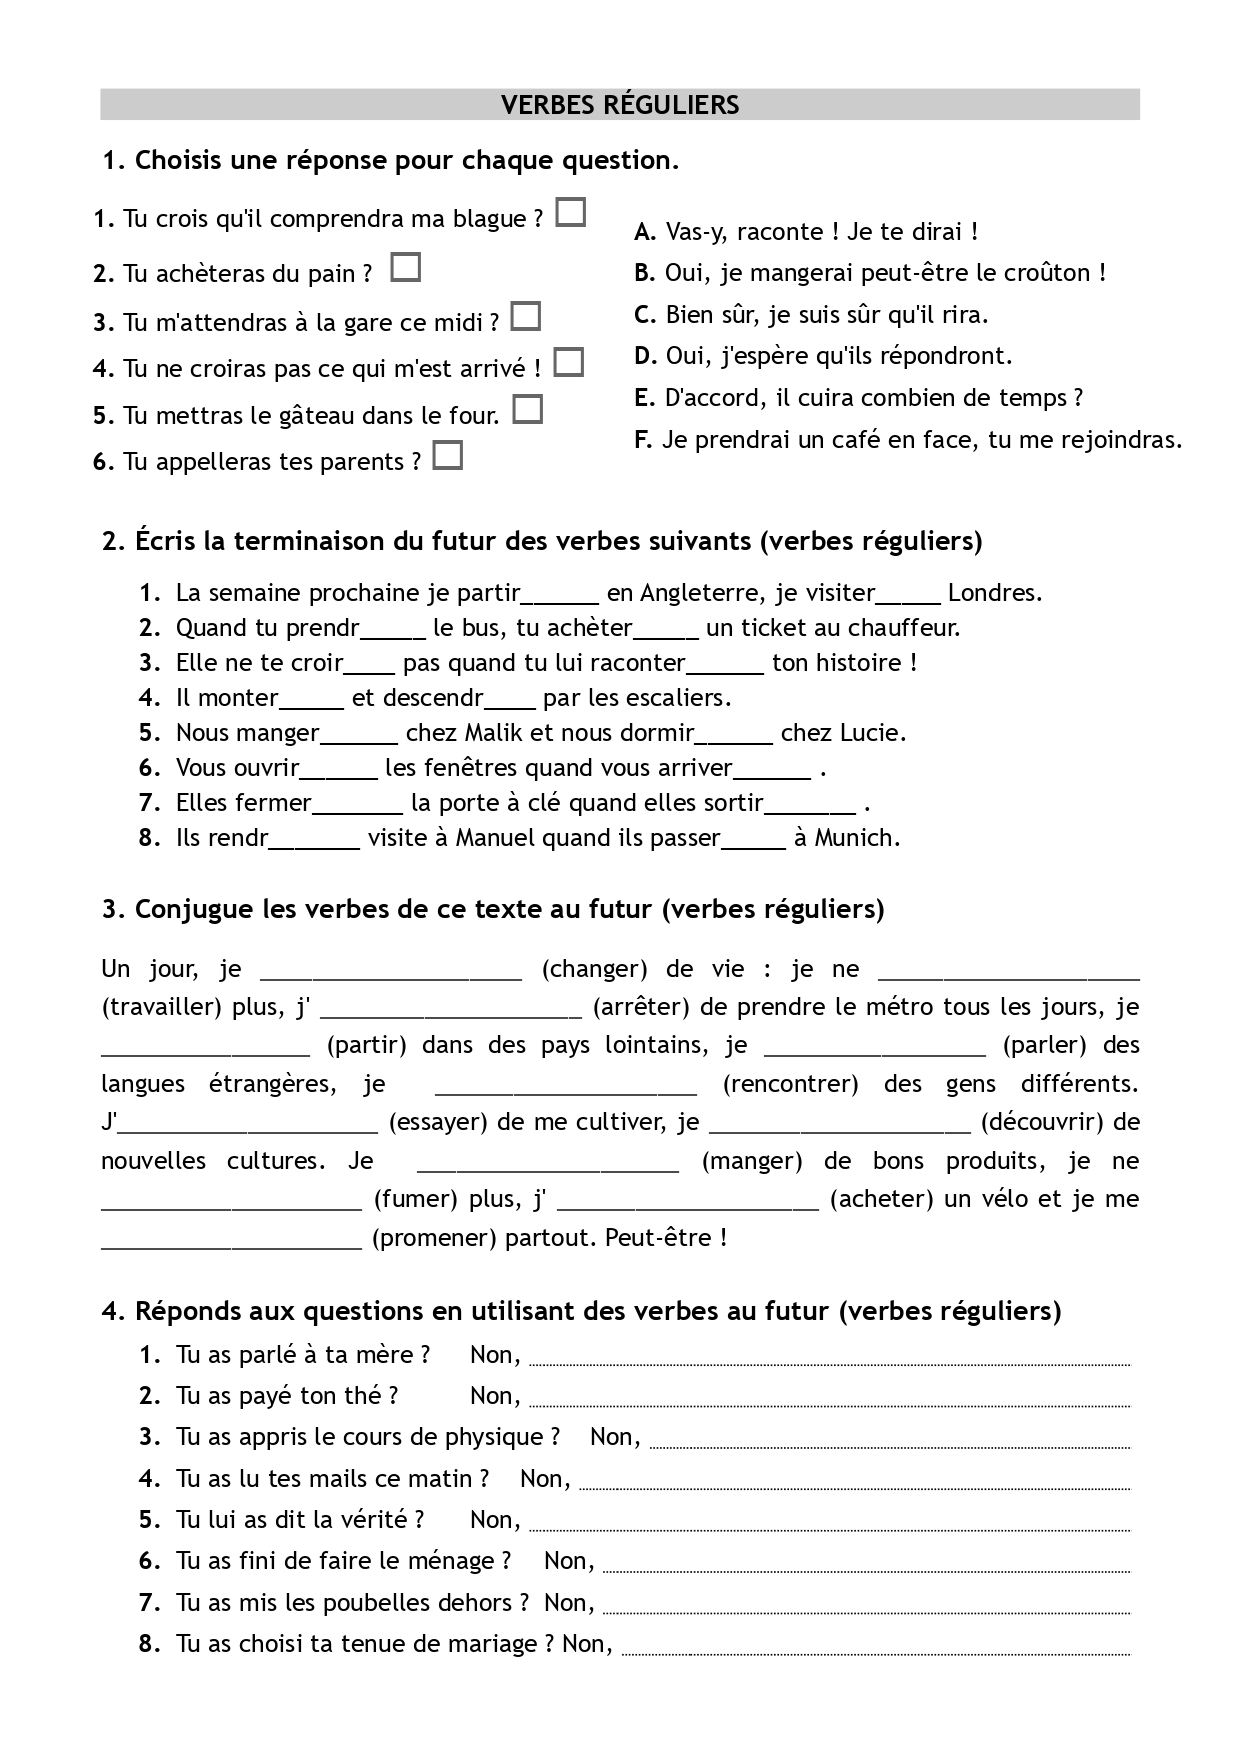 VERBES RÉGULIERS
1. Choisis une réponse pour chaque question.
1. Tu crois qu'il comprendra ma blague ?
2. Tu achèteras du pain ?
3. Tu m'attendras à la gare ce midi ?
4. Tu ne croiras pas ce qui m'est arrivé !
5. Tu mettras le gâteau dans le four.
6. Tu appelleras tes parents ?
A. Vas-y, raconte ! Je te dirai !
B. Oui, je mangerai peut-être le croûton !
C. Bien sûr, je suis sûr qu'il rira.
D. Oui, j'espère qu'ils répondront.
E. D'accord, il cuira combien de temps ?
F. Je prendrai un café en face, tu me rejoindras.
2. Écris la terminaison du futur des verbes suivants (verbes réguliers)
1. La semaine prochaine je partir______ en Angleterre, je visiter_____ Londres.
2. Quand tu prendr_____ le bus, tu achèter_____ un ticket au chauffeur.
3. Elle ne te croir____ pas quand tu lui raconter______ ton histoire !
4. Il monter_____ et descendr____ par les escaliers.
5. Nous manger______ chez Malik et nous dormir______ chez Lucie.
6. Vous ouvrir______ les fenêtres quand vous arriver______ .
7. Elles fermer_______ la porte à clé quand elles sortir_______ .
8. Ils rendr_______ visite à Manuel quand ils passer_____ à Munich.
3. Conjugue les verbes de ce texte au futur (verbes réguliers)
Un jour, je ____________________ (changer) de vie : je ne ____________________
(travailler) plus, j' ____________________ (arrêter) de prendre le métro tous les jours, je
________________ (partir) dans des pays lointains, je _________________ (parler) des
langues étrangères, je ____________________ (rencontrer) des gens différents.
J'____________________ (essayer) de me cultiver, je ____________________ (découvrir) de
nouvelles cultures. Je ____________________ (manger) de bons produits, je ne
____________________ (fumer) plus, j' ____________________ (acheter) un vélo et je me
____________________ (promener) partout. Peut-être !
4. Réponds aux questions en utilisant des verbes au futur (verbes réguliers)
1. Tu as parlé à ta mère ? Non,
2. Tu as payé ton thé ? Non,
3. Tu as appris le cours de physique ? Non,
4. Tu as lu tes mails ce matin ? Non,
5. Tu lui as dit la vérité ? Non,
6. Tu as fini de faire le ménage ? Non,
7. Tu as mis les poubelles dehors ? Non,
8. Tu as choisi ta tenue de mariage ? Non,